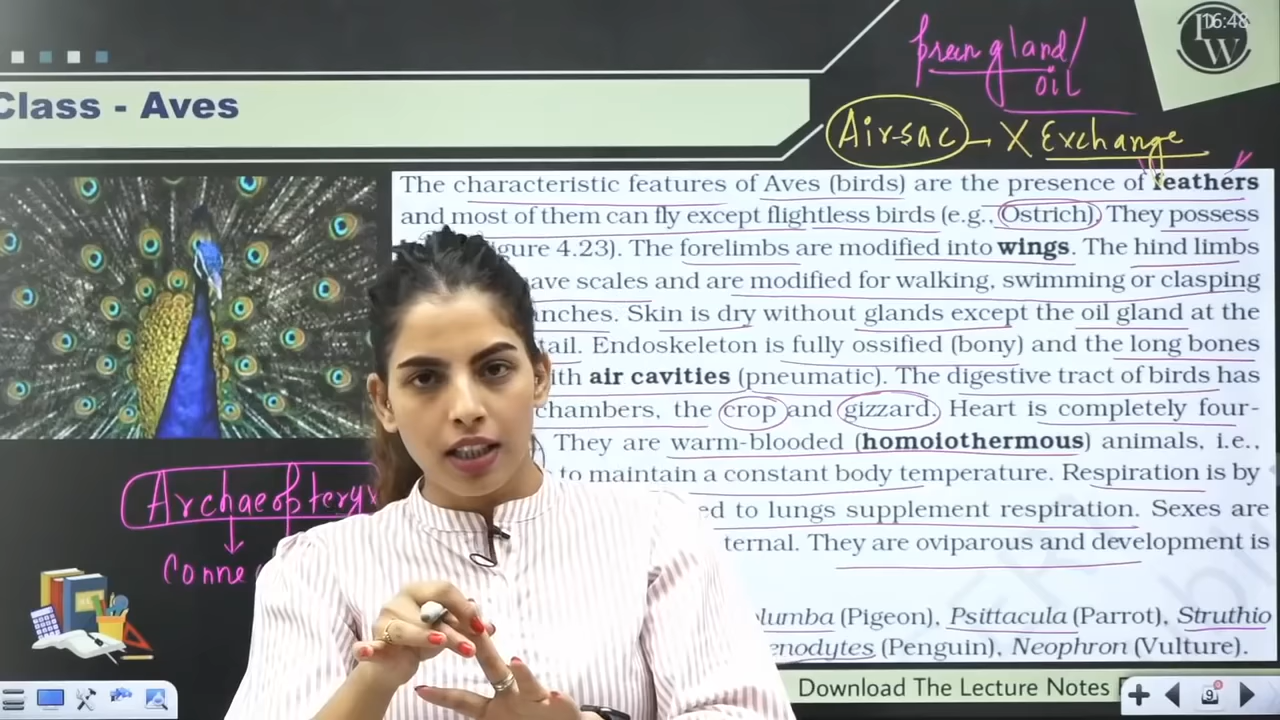 16:48
PW
Preen gland/
oil
Class - Aves
Air-sac → X Exchange
The characteristic features of Aves (birds) are the presence of feathers
and most of them can fly except flightless birds (e.g., Ostrich). They possess
igure 4.23). The forelimbs are modified into wings. The hind limbs
ave scales and are modified for walking, swimming or clasping
nches. Skin is dry without glands except the oil gland at the
tail. Endoskeleton is fully ossified (bony) and the long bones
ith air cavities (pneumatic). The digestive tract of birds has
chambers, the crop and gizzard. Heart is completely four-
) They are warm-blooded (homoiothermous) animals, i.e.,
to maintain a constant body temperature. Respiration is by
ed to lungs supplement respiration. Sexes are
ternal. They are oviparous and development is
Archaeopteryx
Conne
lumba (Pigeon), Psittacula (Parrot), Struthio
enodytes (Penguin), Neophron (Vulture).
Download The Lecture Notes F
9